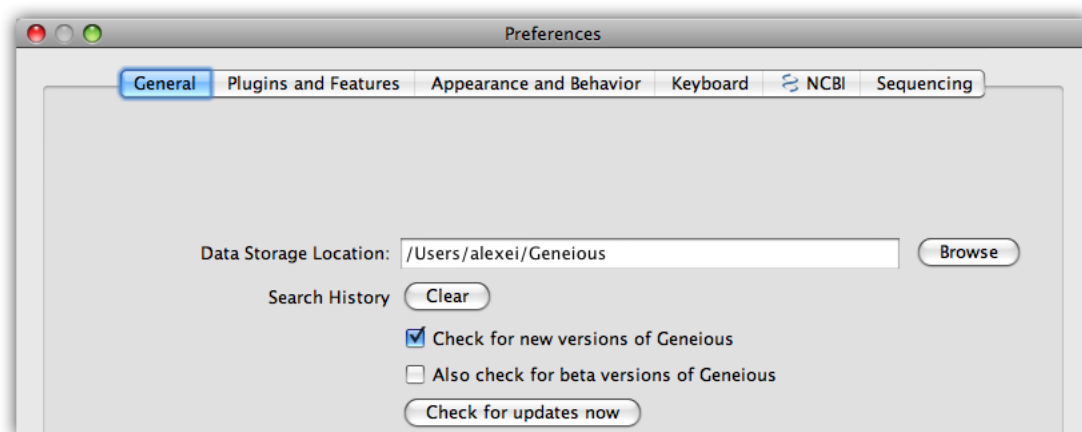 Preferences
General Plugins and Features Appearance and Behavior Keyboard NCBI Sequencing
Data Storage Location: /Users/alexei/Geneious Browse
Search History Clear
Check for new versions of Geneious
Also check for beta versions of Geneious
Check for updates now